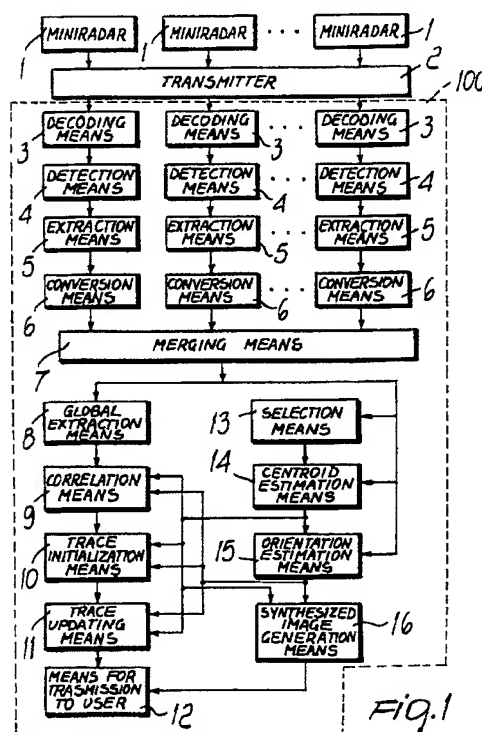 MINIRADAR MINIRADAR . . . MINIRADAR 1
1 1
TRANSMITTER 2
100
DECODING MEANS DECODING MEANS . . . DECODING MEANS
3 3 3
DETECTION MEANS DETECTION MEANS . . . DETECTION MEANS
4 4 4
EXTRACTION MEANS EXTRACTION MEANS . . . EXTRACTION MEANS
5 5 5
CONVERSION MEANS CONVERSION MEANS . . . CONVERSION MEANS
6 6 6
MERGING MEANS
7
GLOBAL EXTRACTION MEANS
8
SELECTION MEANS
13
CORRELATION MEANS
9
CENTROID ESTIMATION MEANS
14
TRACE INITIALIZATION MEANS
10
ORIENTATION ESTIMATION MEANS
15
TRACE UPDATING MEANS
11
SYNTHESIZED IMAGE GENERATION MEANS
16
MEANS FOR TRASMISSION TO USER
12
Fig.1